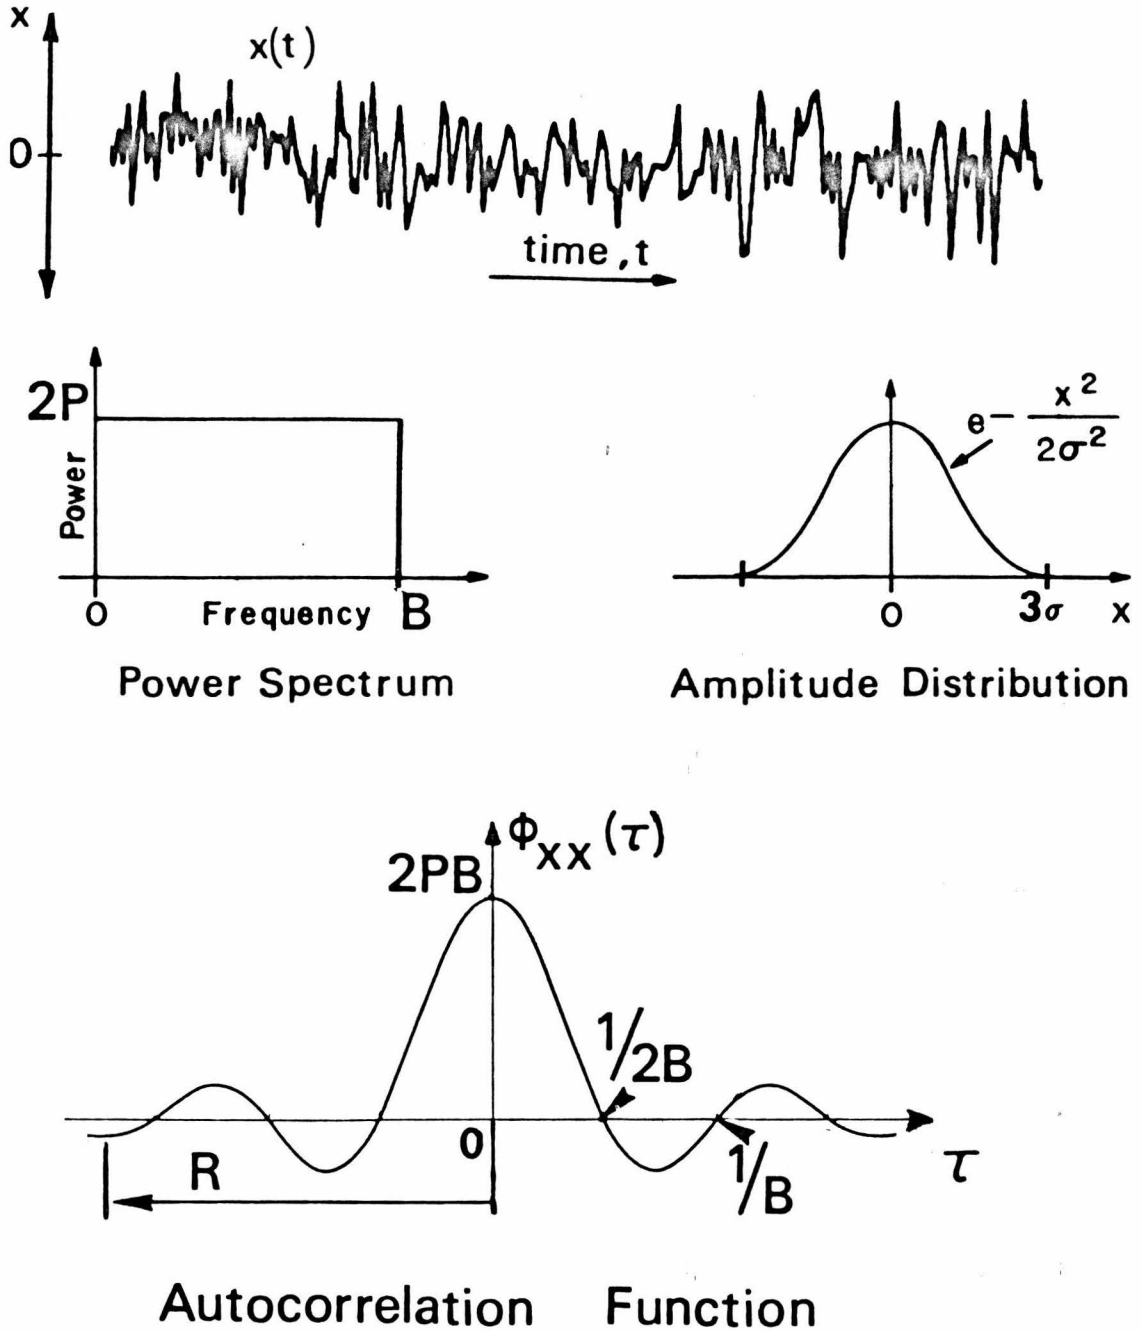 x
x(t)
0
time, t
2P
Power
0 Frequency B
Power Spectrum
e− x²/2σ²
0 3σ x
Amplitude Distribution
Φxx(τ)
2PB
1/2B
0
τ
R
1/B
Autocorrelation Function